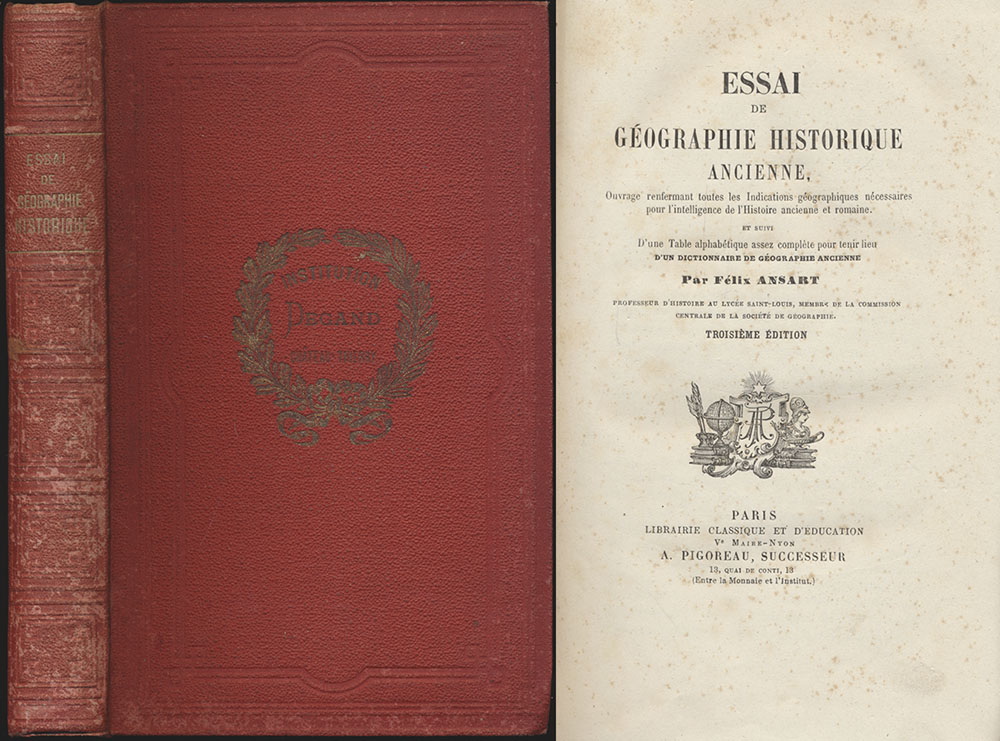 ESSAI
DE
GÉOGRAPHIE
HISTORIQUE
INSTITUTION
DEGAND
ESSAI
DE
GÉOGRAPHIE HISTORIQUE
ANCIENNE,
Ouvrage renfermant toutes les Indications géographiques nécessaires
pour l'intelligence de l'Histoire ancienne et romaine.
ET SUIVI
D'une Table alphabétique assez complète pour tenir lieu
D'UN DICTIONNAIRE DE GÉOGRAPHIE ANCIENNE
Par Félix ANSART
PROFESSEUR D'HISTOIRE AU LYCÉE SAINT-LOUIS, MEMBRE DE LA COMMISSION
CENTRALE DE LA SOCIÉTÉ DE GÉOGRAPHIE.
TROISIÈME ÉDITION
AP
PARIS
LIBRAIRIE CLASSIQUE ET D'EDUCATION
Ve MAIRE-NYON
A. PIGOREAU, SUCCESSEUR
13, QUAI DE CONTI, 13
(Entre la Monnaie et l'Institut.)